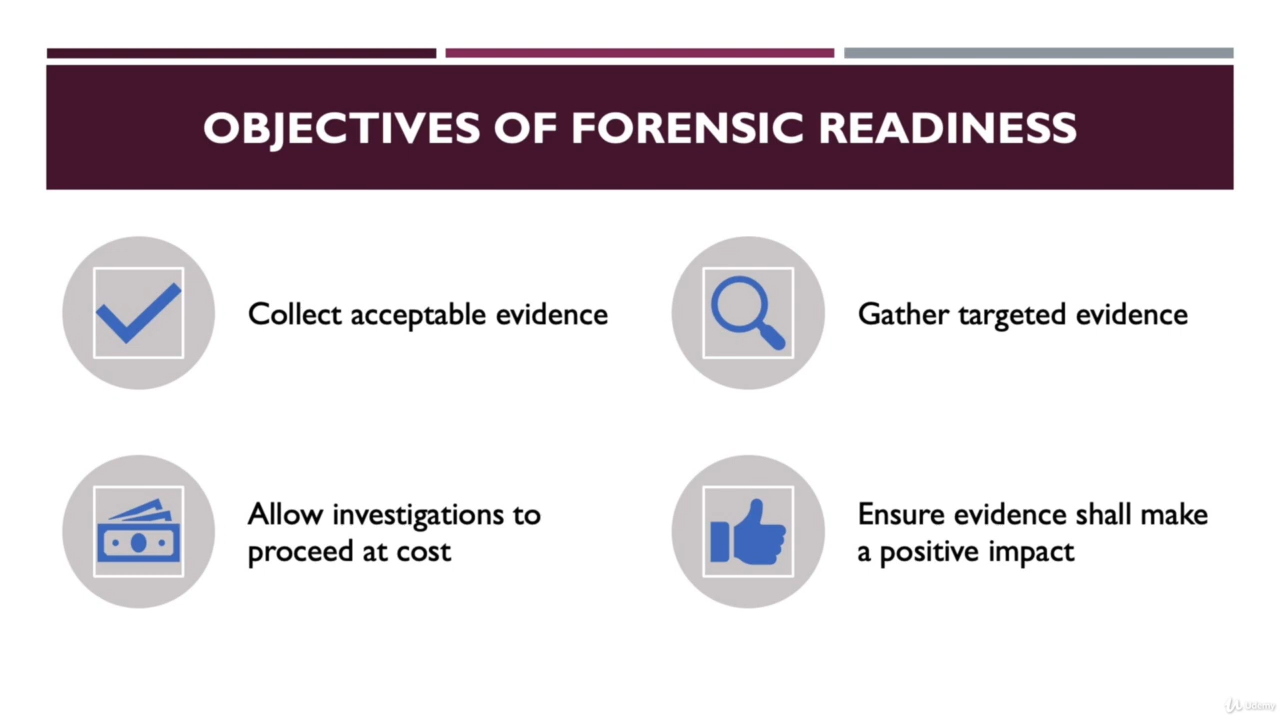 OBJECTIVES OF FORENSIC READINESS
Collect acceptable evidence
Gather targeted evidence
Allow investigations to
proceed at cost
Ensure evidence shall make
a positive impact
Udemy